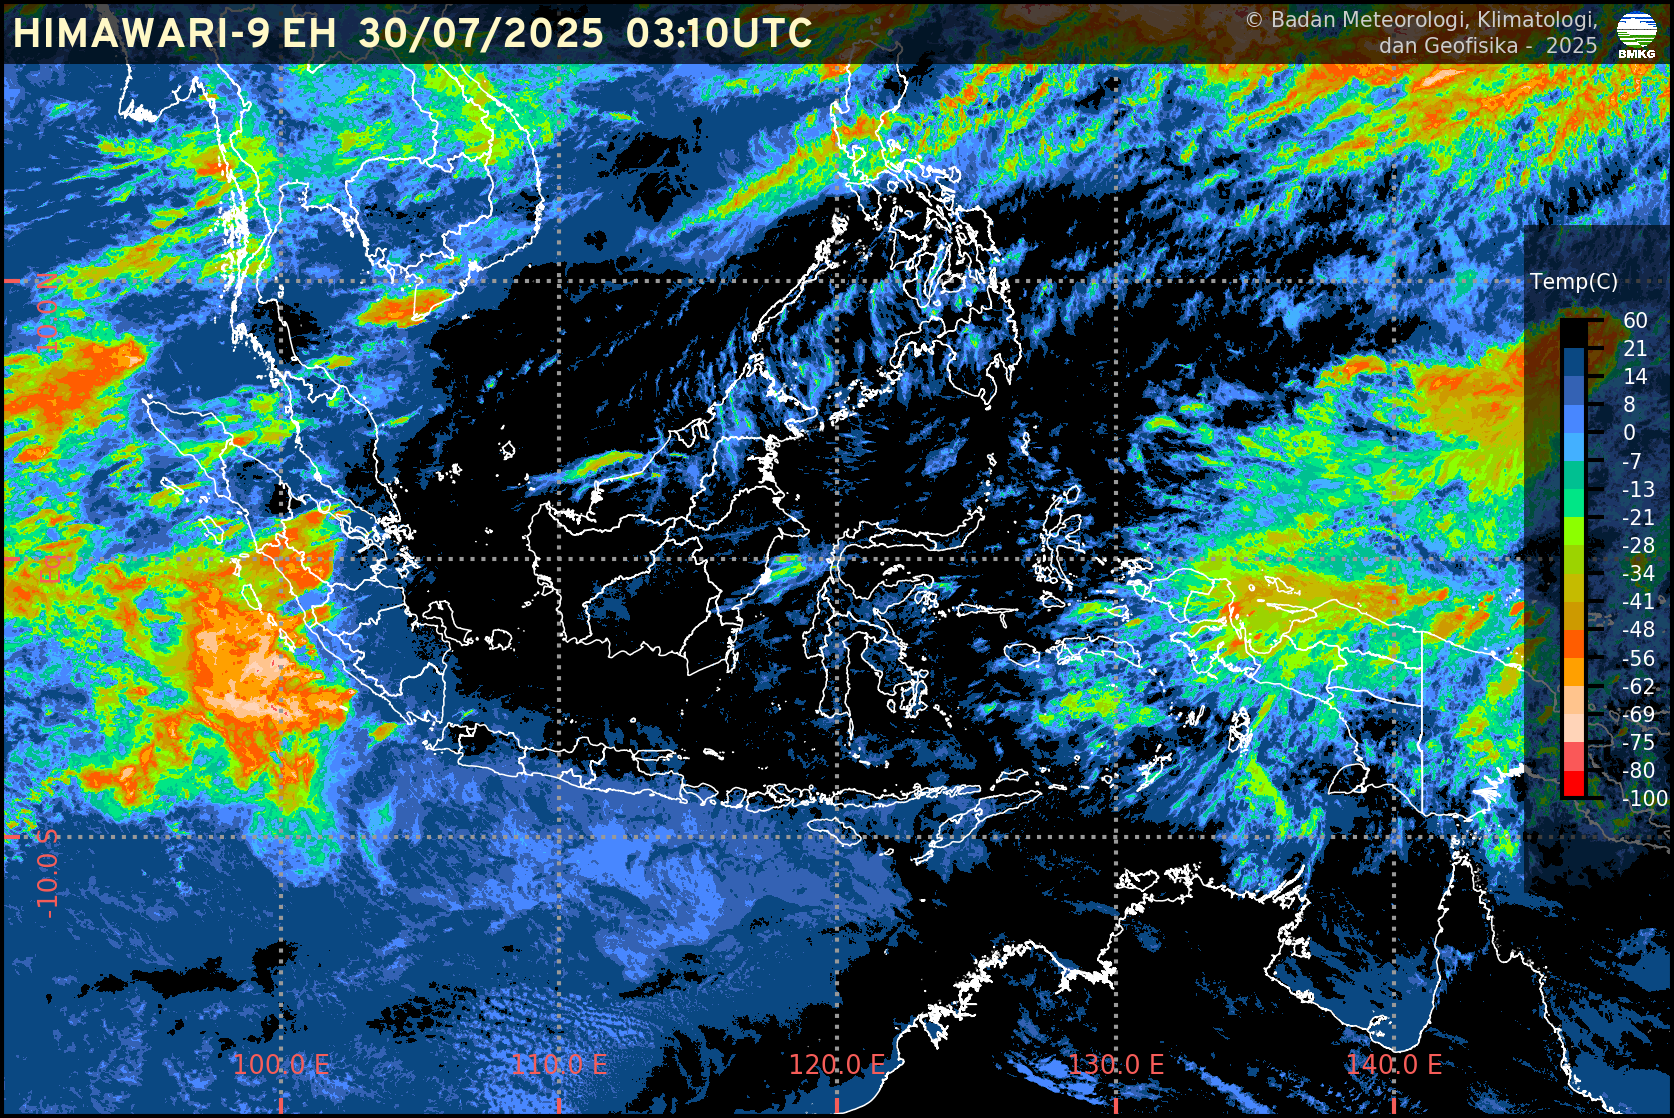 HIMAWARI-9 EH 30/07/2025 03:10UTC
© Badan Meteorologi, Klimatologi,
dan Geofisika - 2025
BMKG
Temp(C)
60
21
14
8
0
-7
-13
-21
-28
-34
-41
-48
-56
-62
-69
-75
-80
-100
10.0 N
Eq
-10.0 S
100.0 E
110.0 E
120.0 E
130.0 E
140.0 E